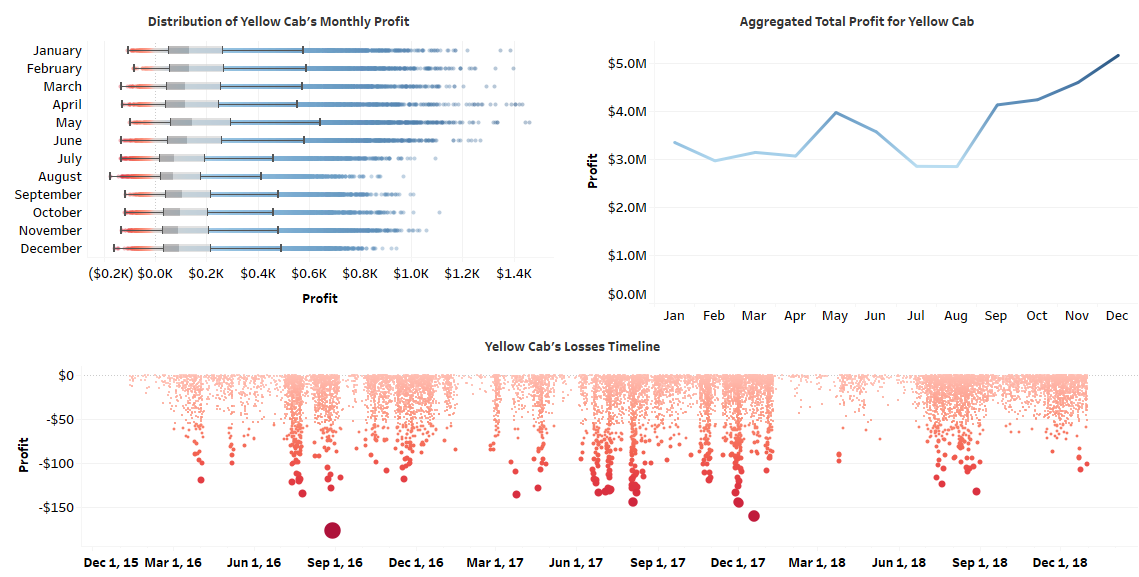 Distribution of Yellow Cab's Monthly Profit
January
February
March
April
May
June
July
August
September
October
November
December
($0.2K) $0.0K $0.2K $0.4K $0.6K $0.8K $1.0K $1.2K $1.4K
Profit
Aggregated Total Profit for Yellow Cab
$5.0M
$4.0M
$3.0M
$2.0M
$1.0M
$0.0M
Profit
Jan Feb Mar Apr May Jun Jul Aug Sep Oct Nov Dec
Yellow Cab's Losses Timeline
$0
-$50
-$100
-$150
Profit
Dec 1, 15 Mar 1, 16 Jun 1, 16 Sep 1, 16 Dec 1, 16 Mar 1, 17 Jun 1, 17 Sep 1, 17 Dec 1, 17 Mar 1, 18 Jun 1, 18 Sep 1, 18 Dec 1, 18